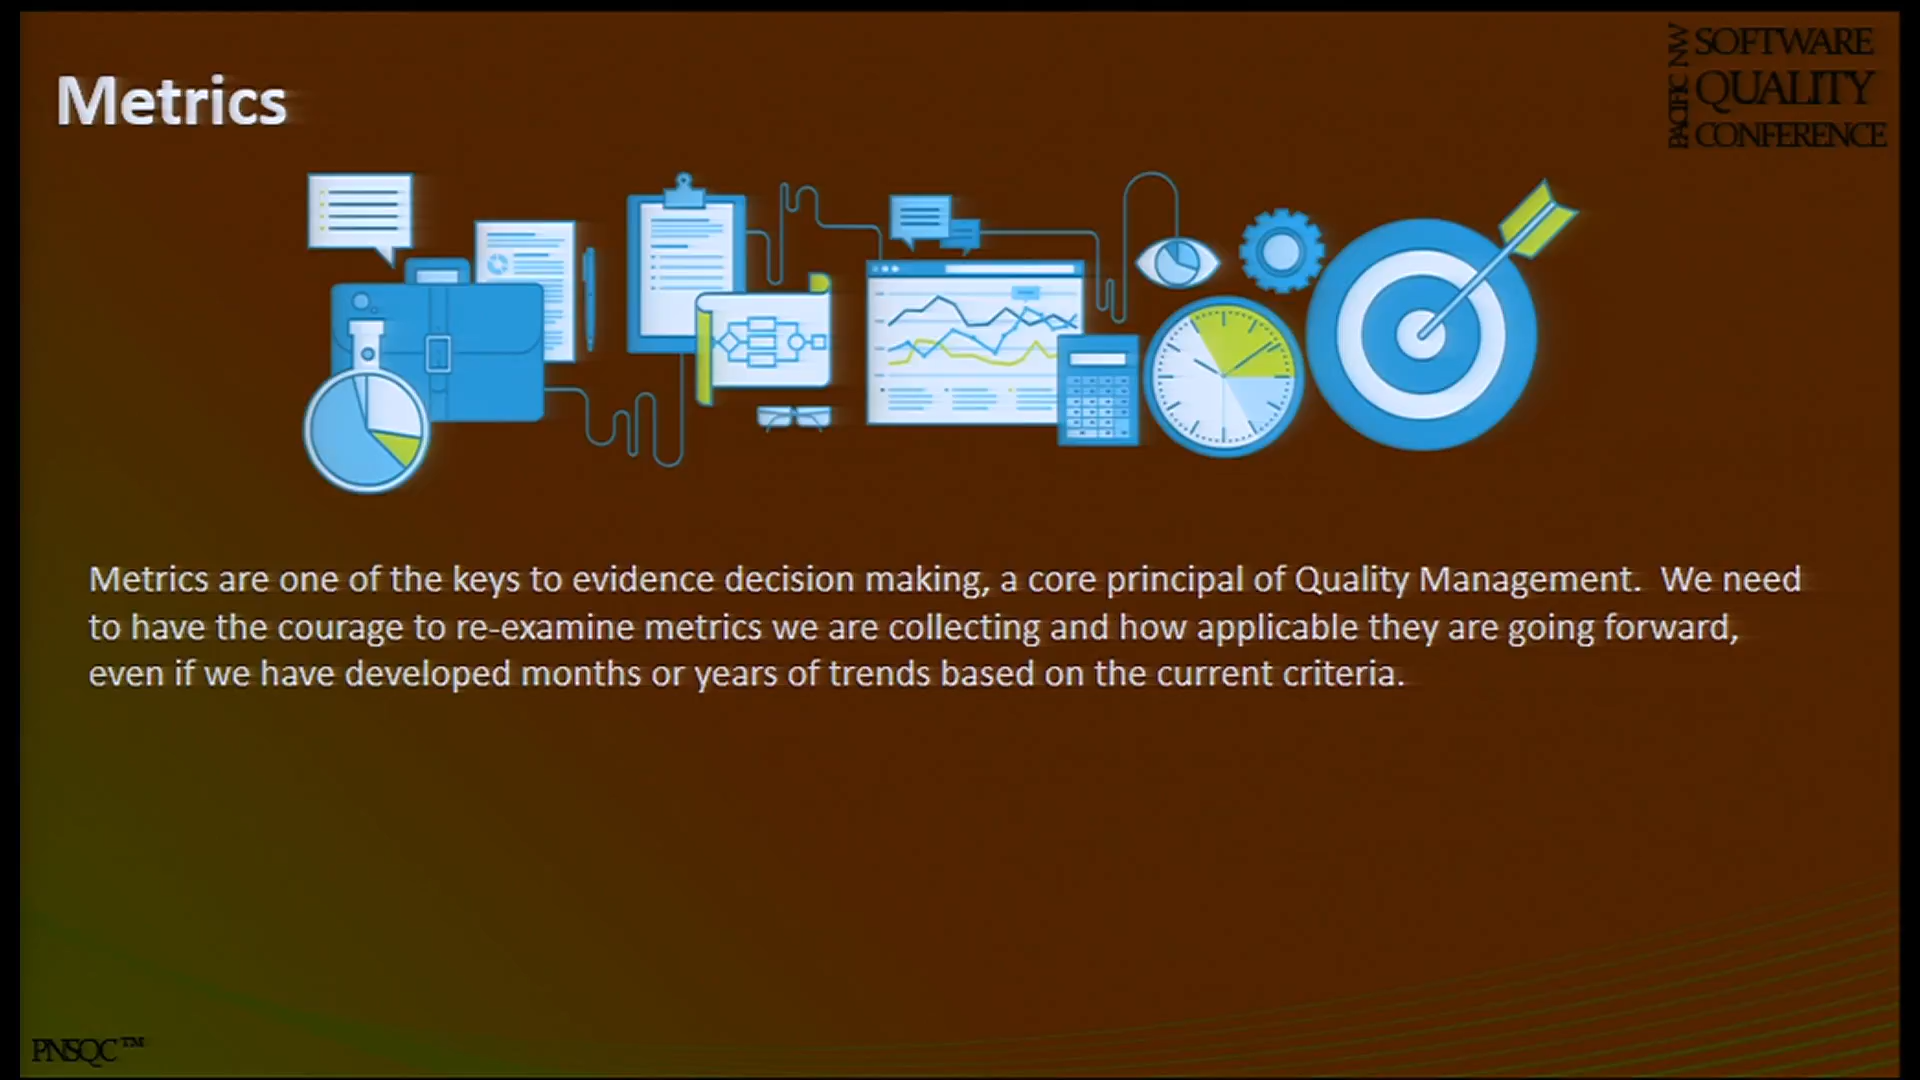 Metrics
PACIFIC NW
SOFTWARE
QUALITY
CONFERENCE
Metrics are one of the keys to evidence decision making, a core principal of Quality Management. We need
to have the courage to re-examine metrics we are collecting and how applicable they are going forward,
even if we have developed months or years of trends based on the current criteria.
PNSQC™